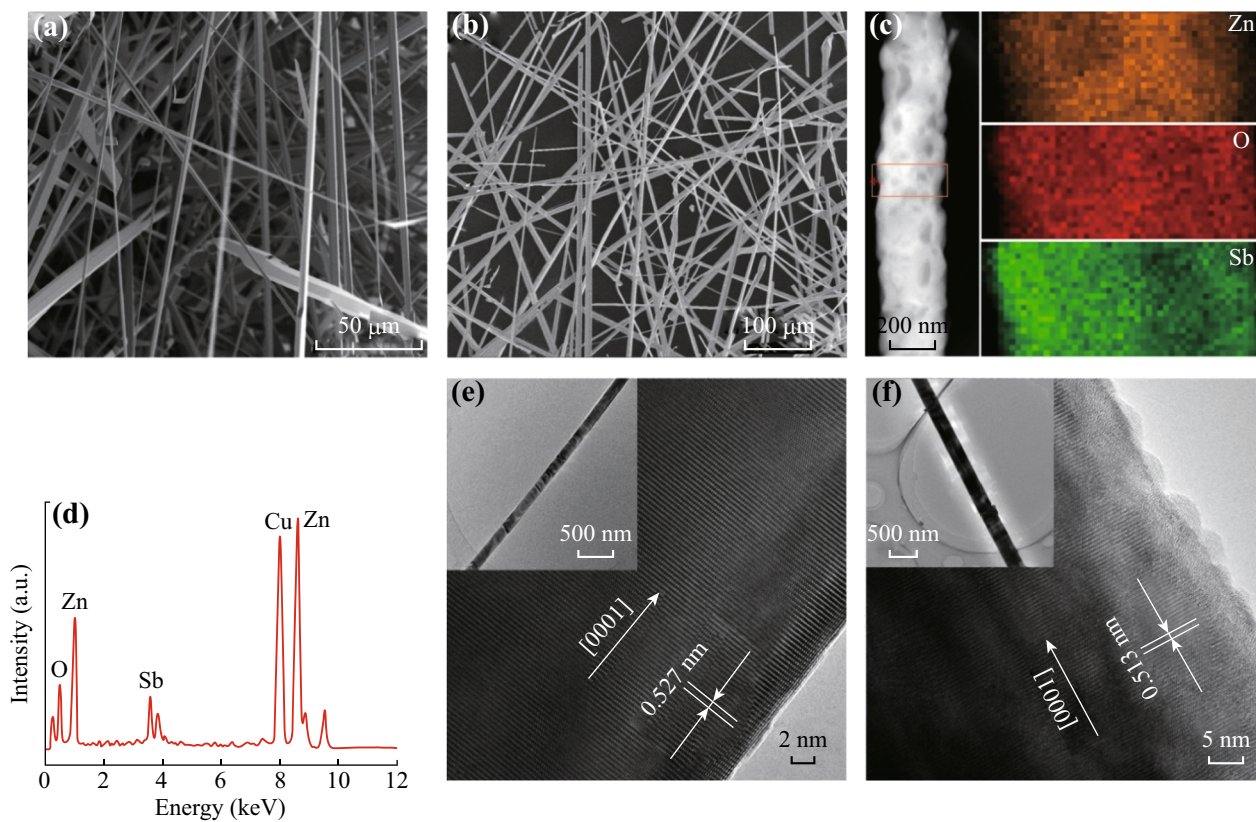 (a)
50 μm
(b)
100 μm
(c)
200 nm
Zn
O
Sb
(d)
Intensity (a.u.)
O
Zn
Sb
Cu
Zn
0 2 4 6 8 10 12
Energy (keV)
(e)
500 nm
[0001]
0.527 nm
2 nm
(f)
500 nm
[0001]
0.513 nm
5 nm